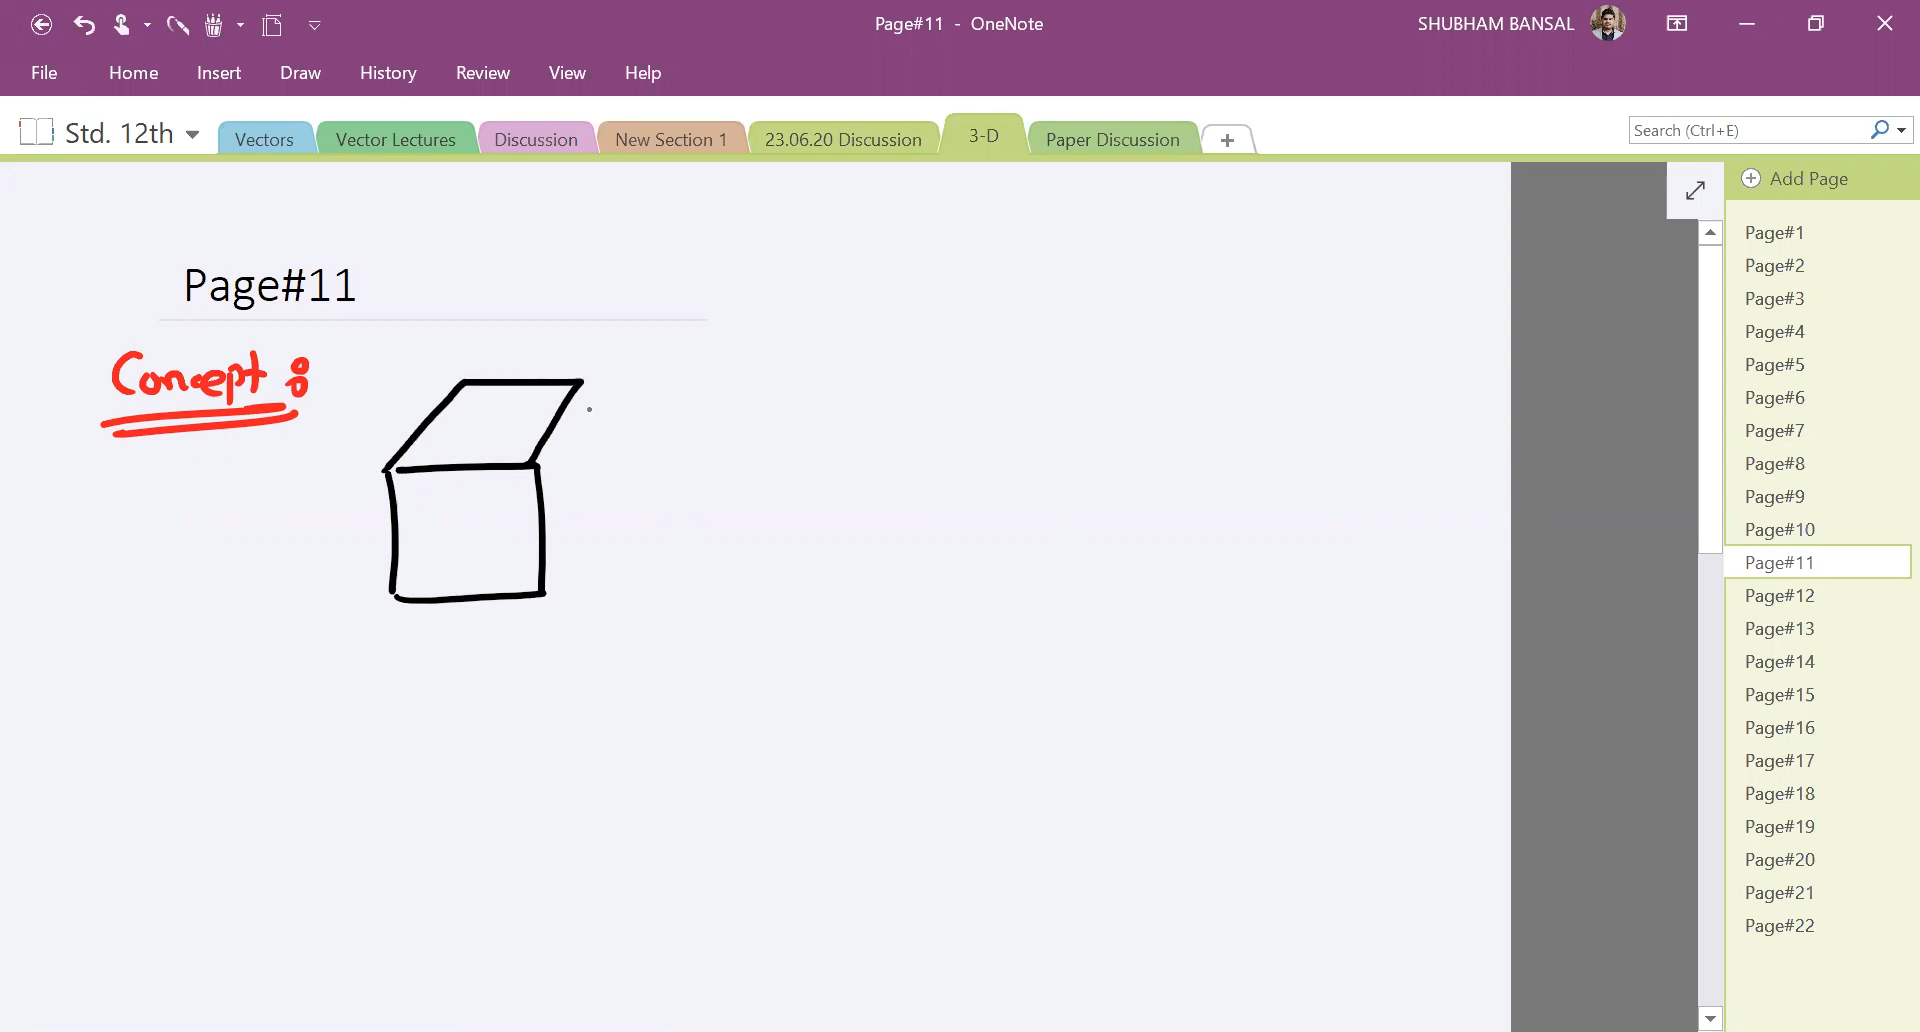 Page#11 - OneNote
SHUBHAM BANSAL
File Home Insert Draw History Review View Help
Std. 12th
Vectors Vector Lectures Discussion New Section 1 23.06.20 Discussion 3-D Paper Discussion +
Search (Ctrl+E)
Add Page
Page#11
Concept :
Page#1
Page#2
Page#3
Page#4
Page#5
Page#6
Page#7
Page#8
Page#9
Page#10
Page#11
Page#12
Page#13
Page#14
Page#15
Page#16
Page#17
Page#18
Page#19
Page#20
Page#21
Page#22